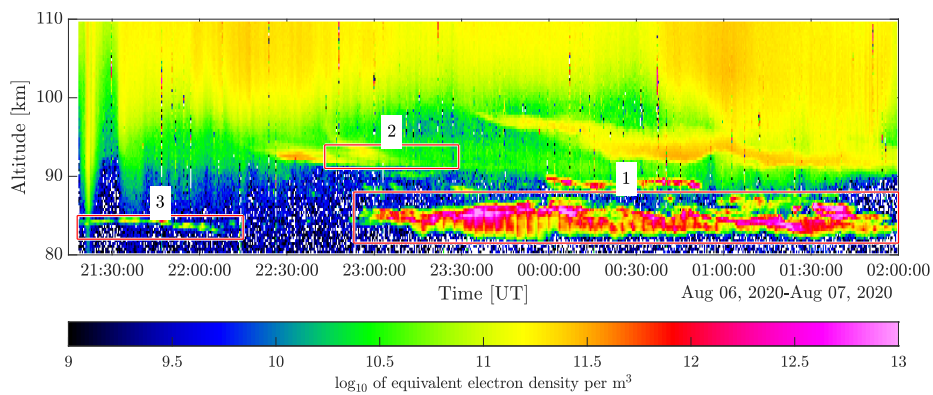 110
100
90
80
Altitude [km]
2
1
3
21:30:00 22:00:00 22:30:00 23:00:00 23:30:00 00:00:00 00:30:00 01:00:00 01:30:00 02:00:00
Time [UT]
Aug 06, 2020-Aug 07, 2020
9 9.5 10 10.5 11 11.5 12 12.5 13
log₁₀ of equivalent electron density per m³